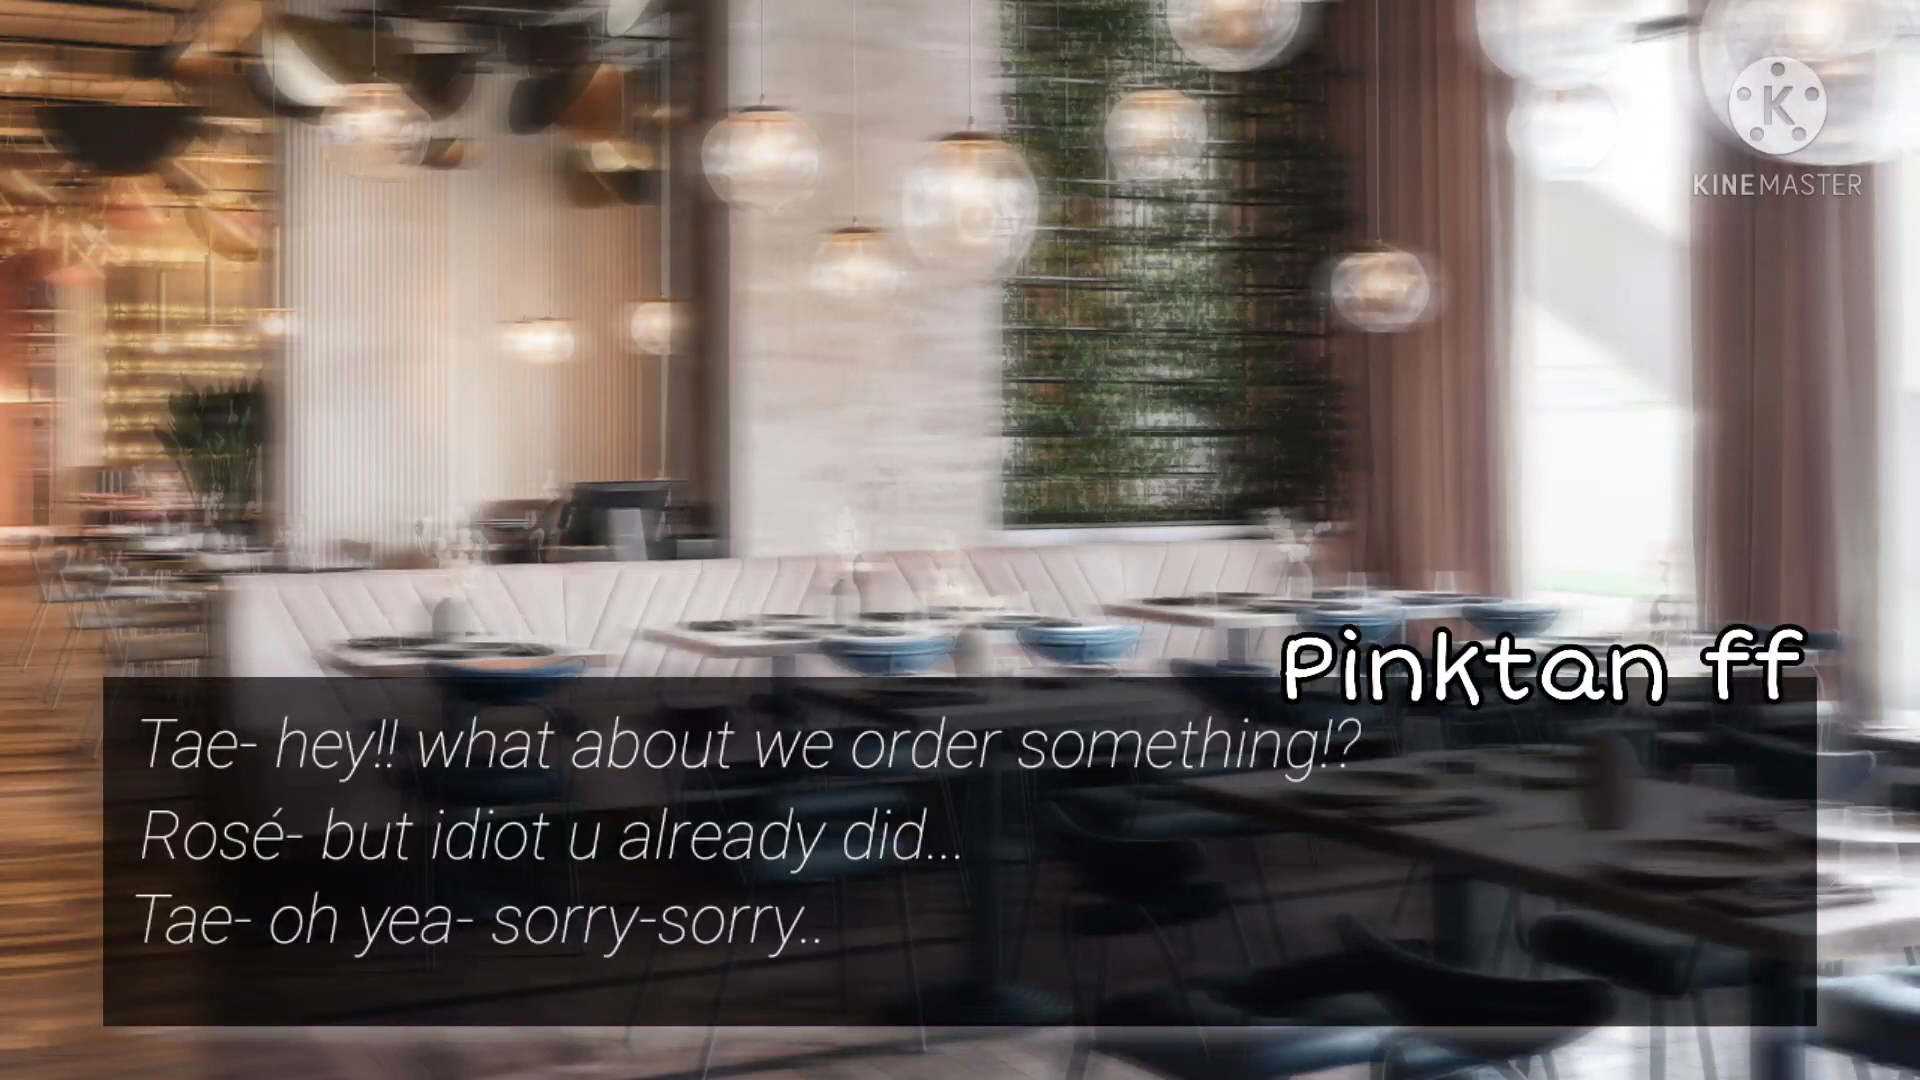 K
KINEMASTER
Pinktan ff
Tae- hey!! what about we order something!?
Rosé- but idiot u already did...
Tae- oh yea- sorry-sorry..